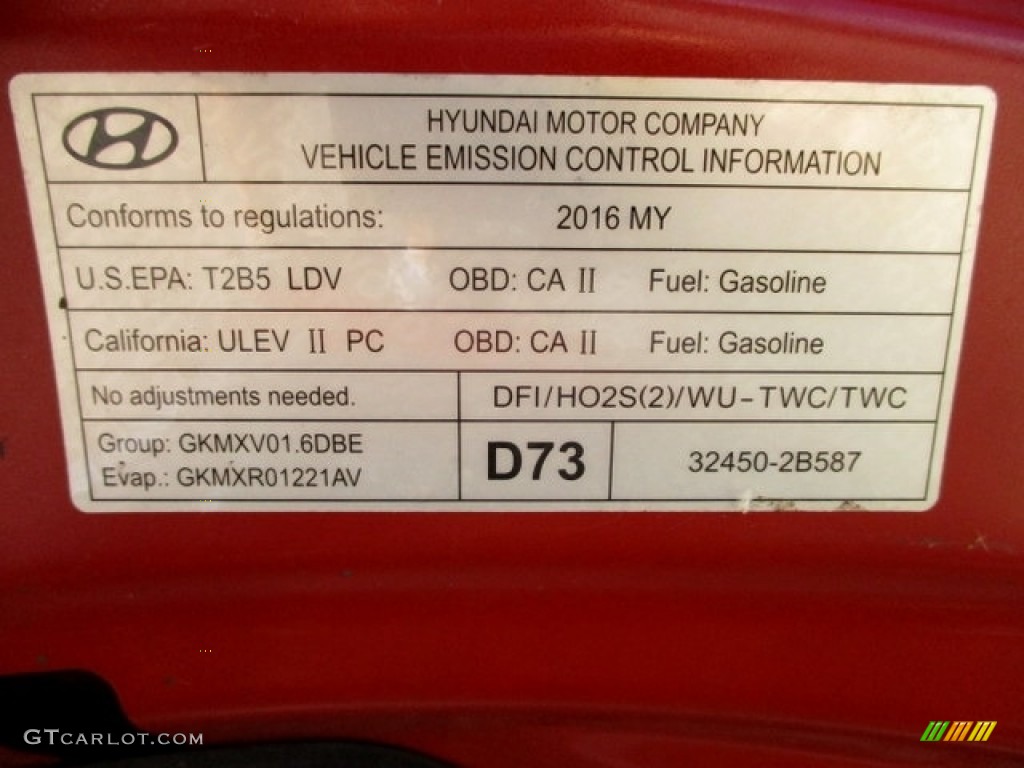 HYUNDAI MOTOR COMPANY
VEHICLE EMISSION CONTROL INFORMATION
Conforms to regulations: 2016 MY
U.S.EPA: T2B5 LDV OBD: CA II Fuel: Gasoline
California: ULEV II PC OBD: CA II Fuel: Gasoline
No adjustments needed. DFI/HO2S(2)/WU-TWC/TWC
Group: GKMXV01.6DBE
Evap.: GKMXR01221AV
D73
32450-2B587
GTCARLOT.COM